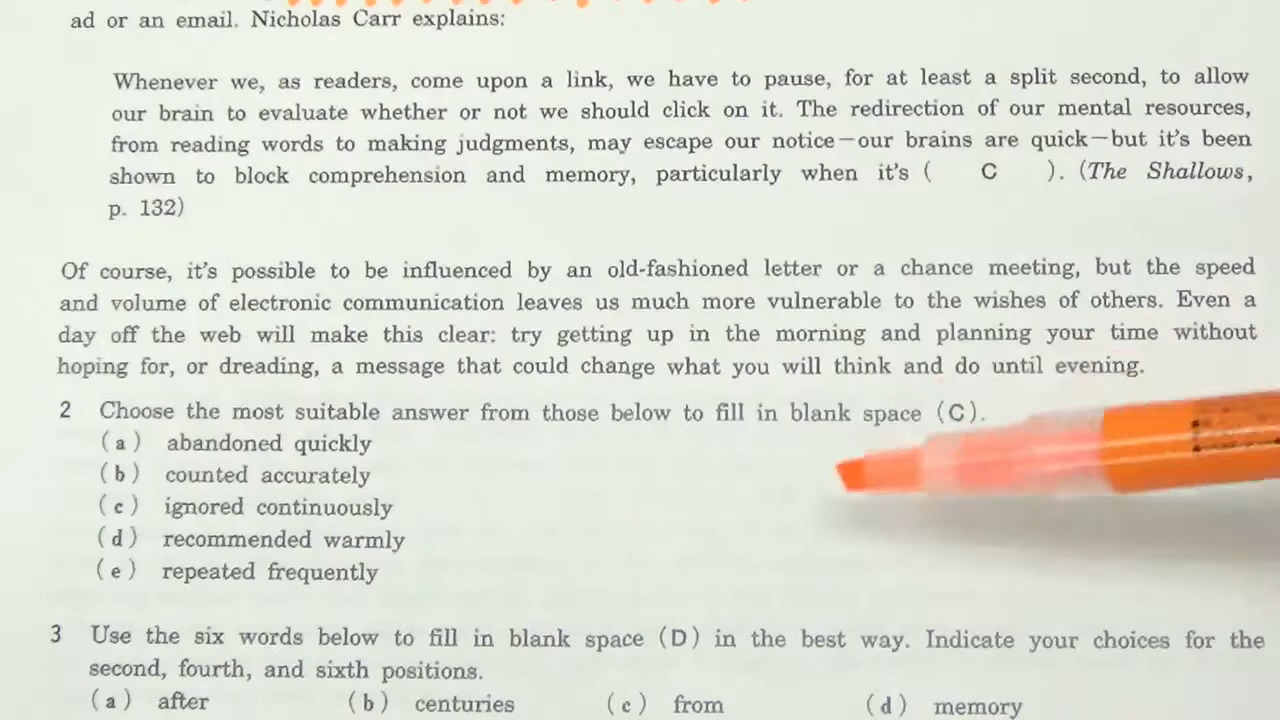 ad or an email. Nicholas Carr explains:
Whenever we, as readers, come upon a link, we have to pause, for at least a split second, to allow
our brain to evaluate whether or not we should click on it. The redirection of our mental resources,
from reading words to making judgments, may escape our notice—our brains are quick—but it's been
shown to block comprehension and memory, particularly when it's ( C ). (The Shallows,
p. 132)
Of course, it's possible to be influenced by an old-fashioned letter or a chance meeting, but the speed
and volume of electronic communication leaves us much more vulnerable to the wishes of others. Even a
day off the web will make this clear: try getting up in the morning and planning your time without
hoping for, or dreading, a message that could change what you will think and do until evening.
2 Choose the most suitable answer from those below to fill in blank space (C).
(a) abandoned quickly
(b) counted accurately
(c) ignored continuously
(d) recommended warmly
(e) repeated frequently
3 Use the six words below to fill in blank space (D) in the best way. Indicate your choices for the
second, fourth, and sixth positions.
(a) after (b) centuries (c) from (d) memory